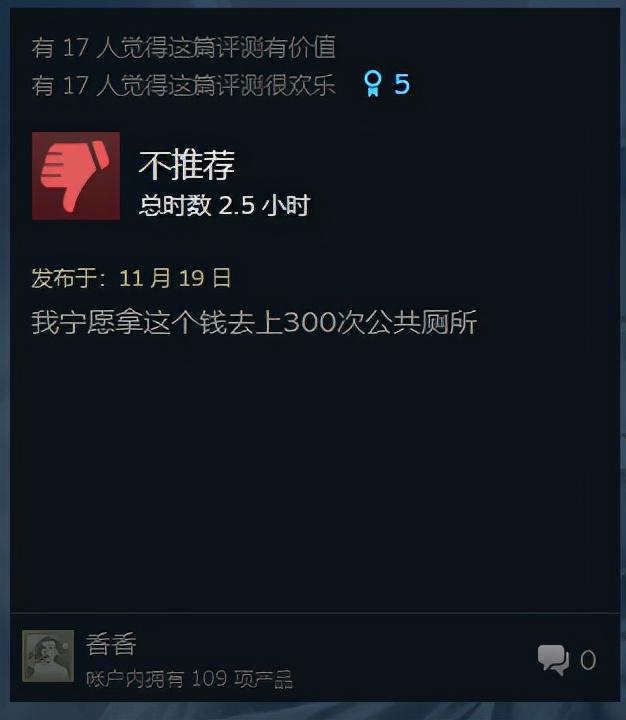 有 17 人觉得这篇评测有价值
有 17 人觉得这篇评测很欢乐 5
不推荐
总时数 2.5 小时
发布于：11 月 19 日
我宁愿拿这个钱去上300次公共厕所
香香
账户内拥有 109 项产品
0